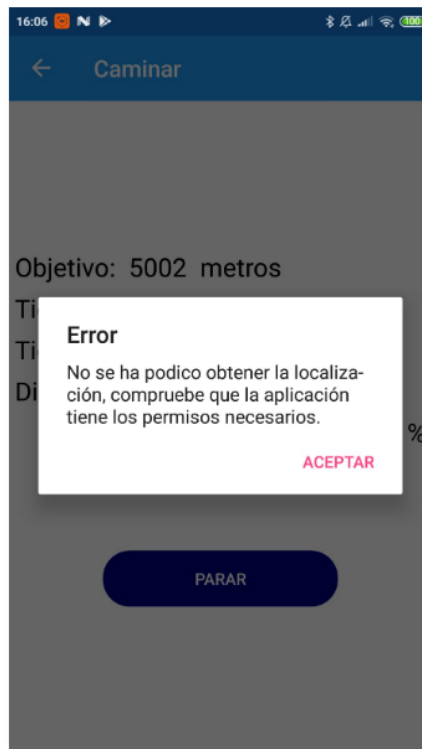 16:06
100
Caminar
Objetivo: 5002 metros
Ti
Error
Ti
No se ha podico obtener la localiza-
Di
ción, compruebe que la aplicación
tiene los permisos necesarios.
%
ACEPTAR
PARAR